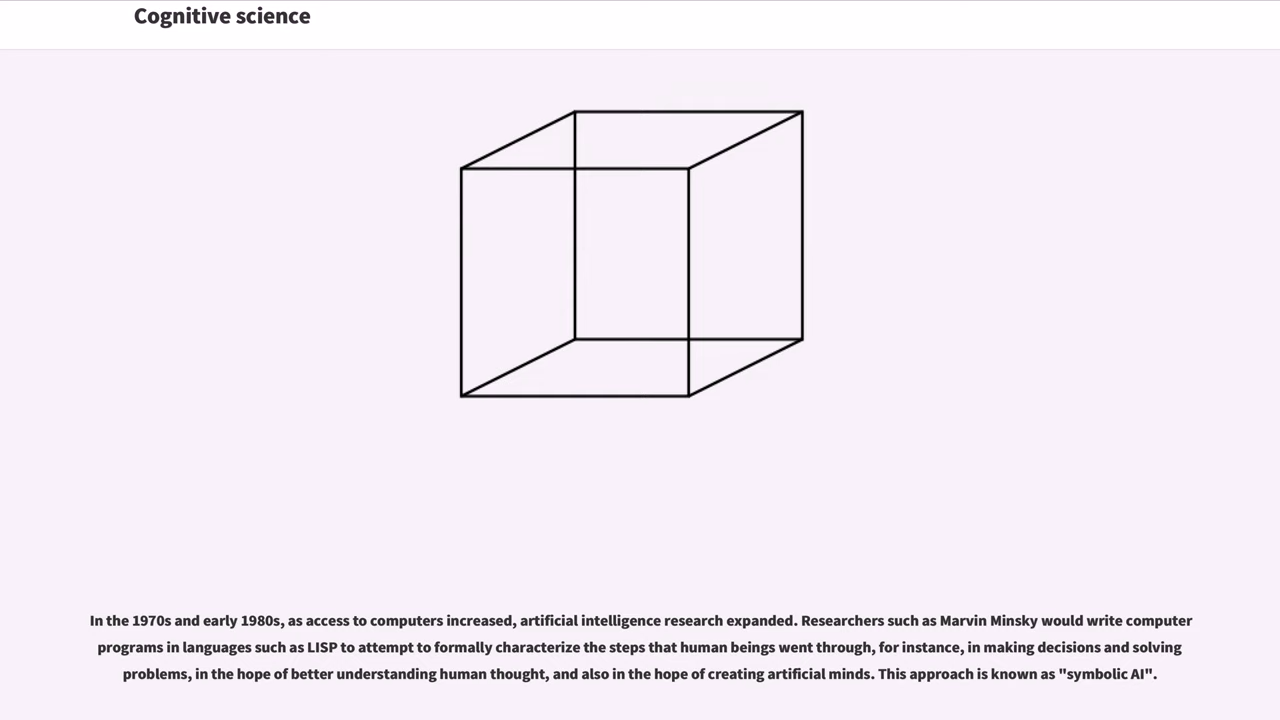 Cognitive science
In the 1970s and early 1980s, as access to computers increased, artificial intelligence research expanded. Researchers such as Marvin Minsky would write computer
programs in languages such as LISP to attempt to formally characterize the steps that human beings went through, for instance, in making decisions and solving
problems, in the hope of better understanding human thought, and also in the hope of creating artificial minds. This approach is known as "symbolic AI".